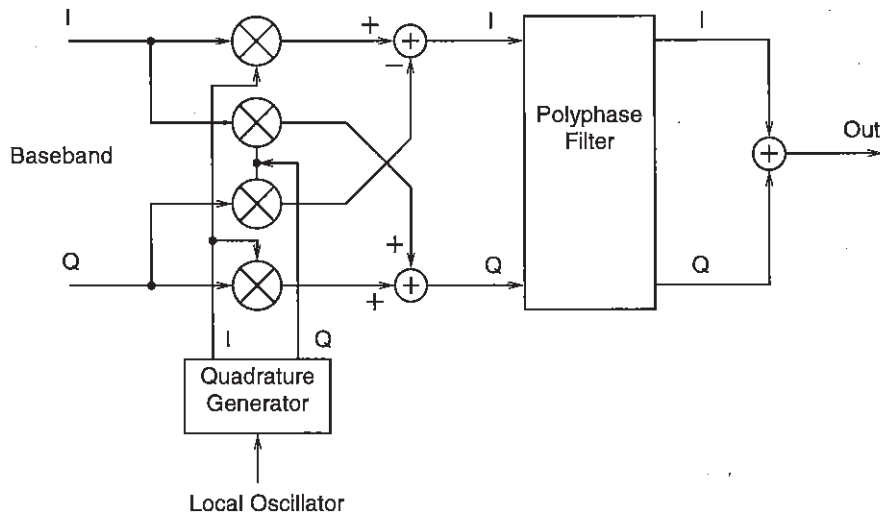 I
+
I
I
−
Polyphase
Filter
Out
+
Baseband
+
Q
+
Q
Q
+
+
I
Q
Quadrature
Generator
Local Oscillator